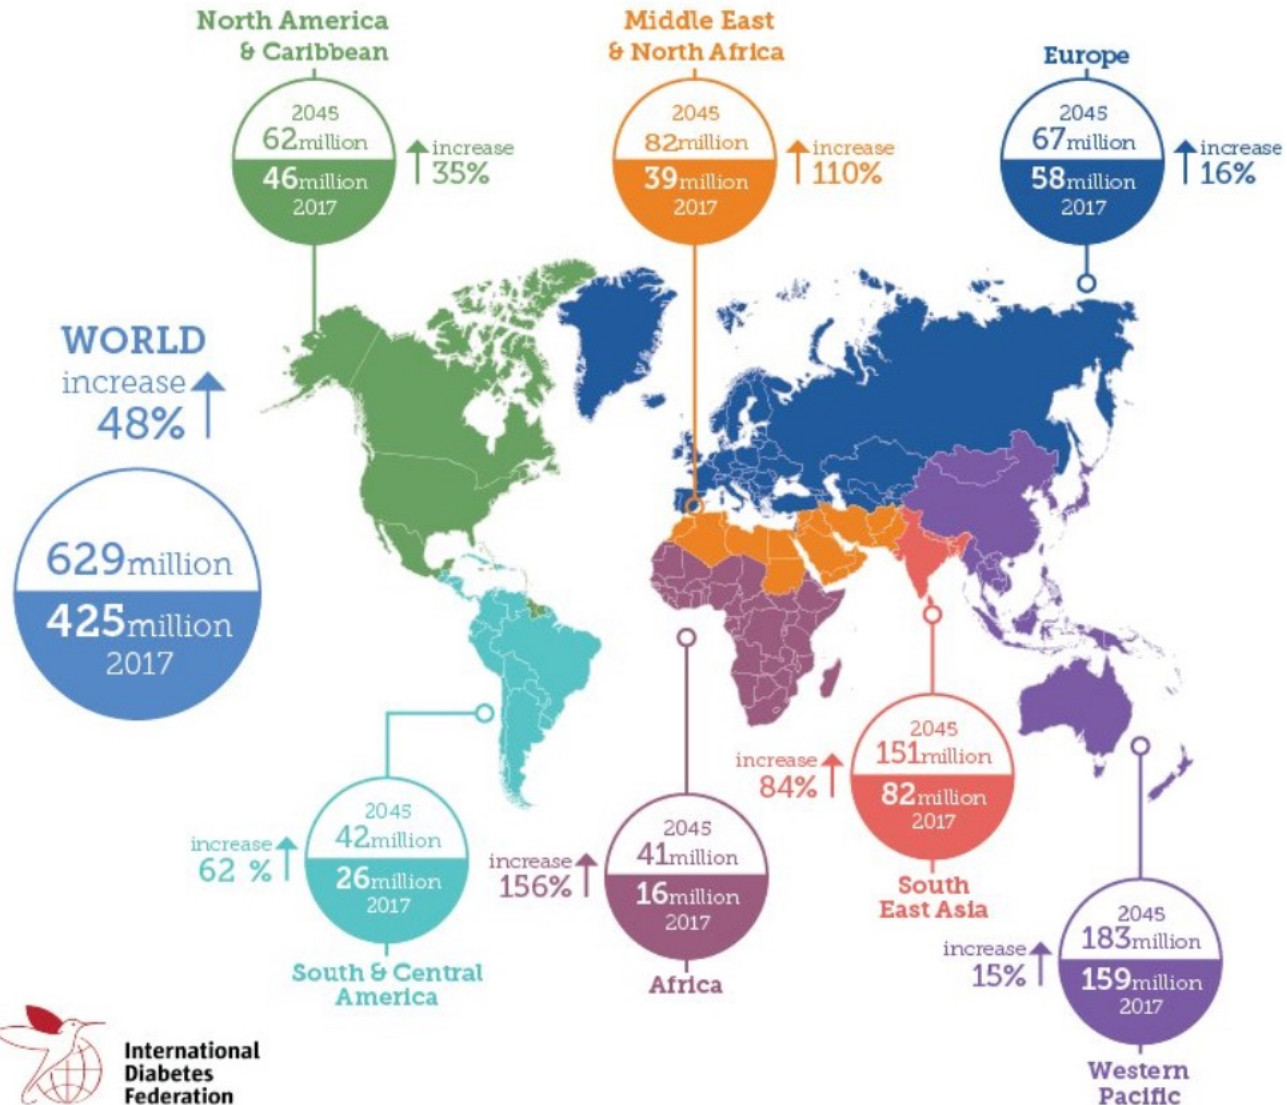 North America
& Caribbean
2045
62million
46million
2017
increase
35%
Middle East
& North Africa
2045
82million
39million
2017
increase
110%
Europe
2045
67million
58million
2017
increase
16%
WORLD
increase
48%
629million
425million
2017
2045
42million
26million
2017
increase
62 %
South & Central
America
2045
41million
16million
2017
increase
156%
Africa
2045
151million
82million
2017
increase
84%
South
East Asia
2045
183million
159million
2017
increase
15%
Western
Pacific
International
Diabetes
Federation